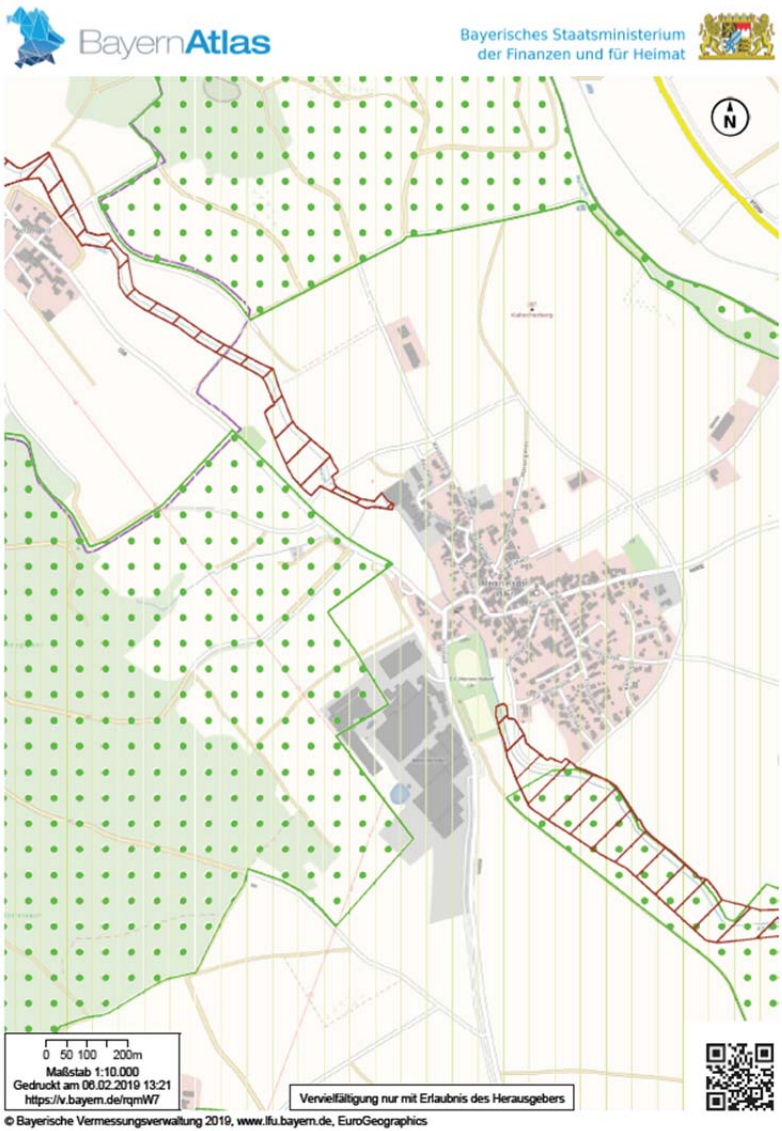 BayernAtlas
Bayerisches Staatsministerium
der Finanzen und für Heimat
N
0 50 100 200m
Maßstab 1:10.000
Gedruckt am 06.02.2019 13:21
https://v.bayern.de/rqmW7
Vervielfältigung nur mit Erlaubnis des Herausgebers
© Bayerische Vermessungsverwaltung 2019, www.lfu.bayern.de, EuroGeographics